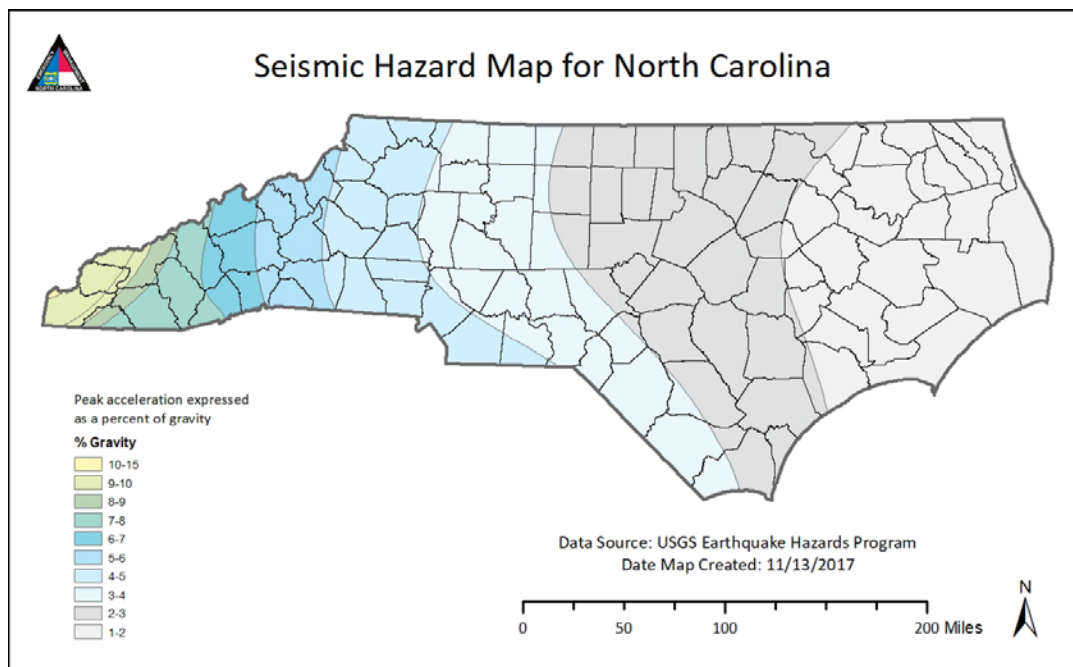 Seismic Hazard Map for North Carolina
NORTH CAROLINA
Peak acceleration expressed
as a percent of gravity
% Gravity
10-15
9-10
8-9
7-8
6-7
5-6
4-5
3-4
2-3
1-2
Data Source: USGS Earthquake Hazards Program
Date Map Created: 11/13/2017
N
0 50 100 200 Miles